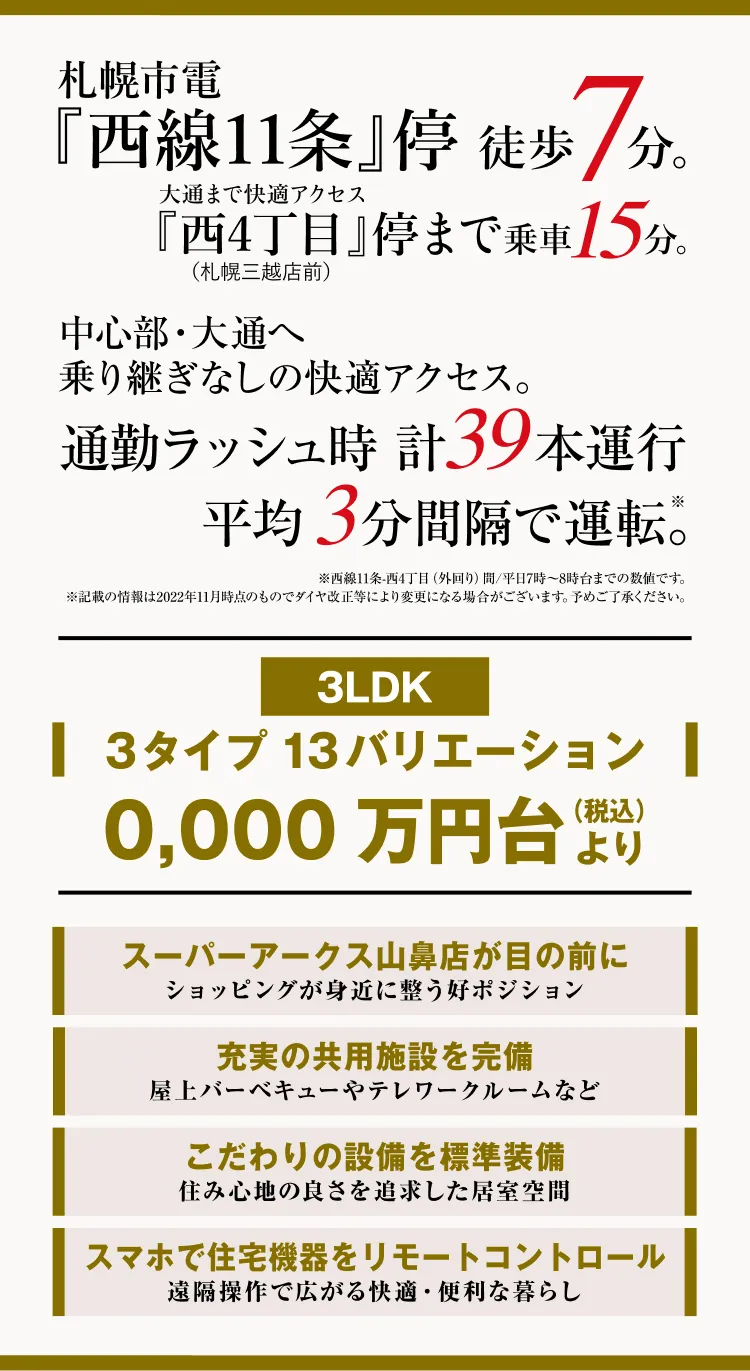 札幌市電
『西線11条』停 徒歩7分。
大通まで快適アクセス
『西4丁目』停まで乗車15分。
（札幌三越店前）
中心部・大通へ
乗り継ぎなしの快適アクセス。
通勤ラッシュ時 計39本運行
平均3分間隔で運転。※
※西線11条-西4丁目（外回り）間/平日7時～8時台までの数値です。
※記載の情報は2022年11月時点のものでダイヤ改正等により変更になる場合がございます。予めご了承ください。
3LDK
3タイプ 13バリエーション
0,000万円台（税込）より
スーパーアークス山鼻店が目の前に
ショッピングが身近に整う好ポジション
充実の共用施設を完備
屋上バーベキューやテレワークルームなど
こだわりの設備を標準装備
住み心地の良さを追求した居室空間
スマホで住宅機器をリモートコントロール
遠隔操作で広がる快適・便利な暮らし